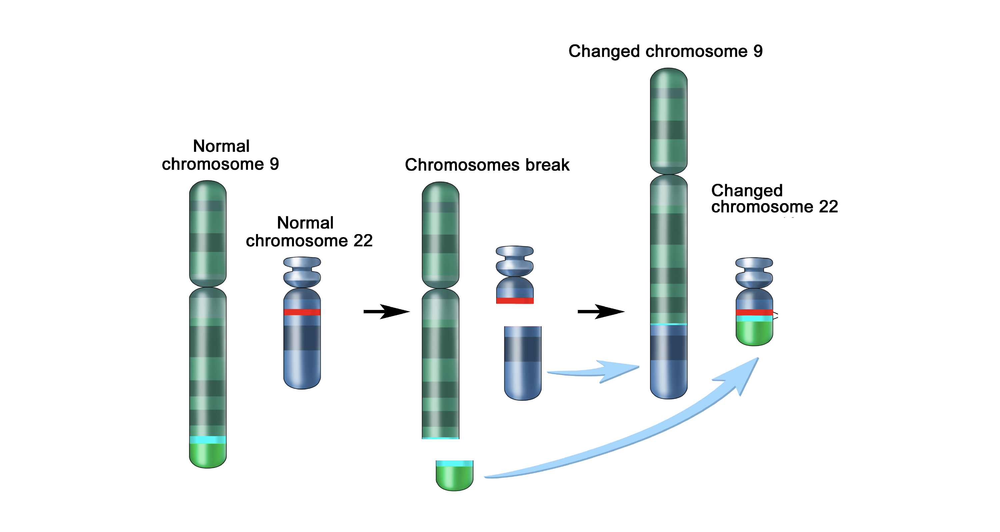 Normal
chromosome 9
Normal
chromosome 22
Chromosomes break
Changed chromosome 9
Changed
chromosome 22